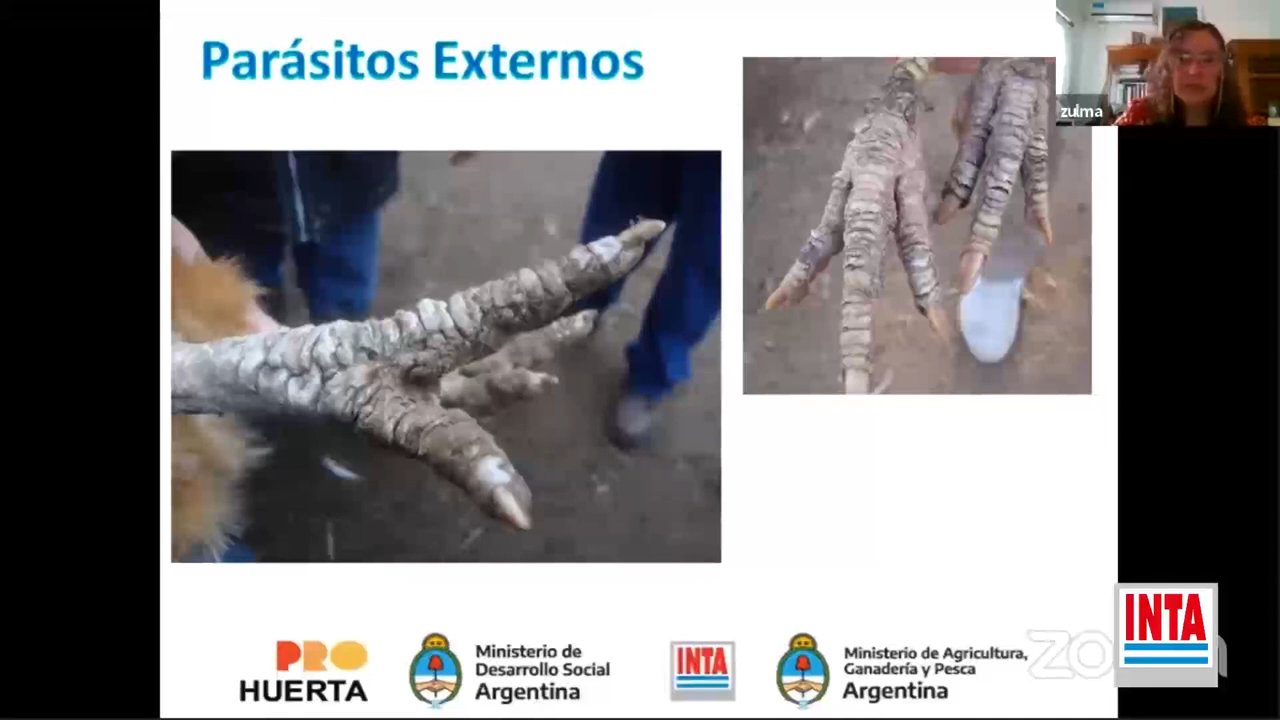 Parásitos Externos
zulma
PRO
HUERTA
Ministerio de
Desarrollo Social
Argentina
INTA
Ministerio de Agricultura,
Ganadería y Pesca
Argentina
INTA